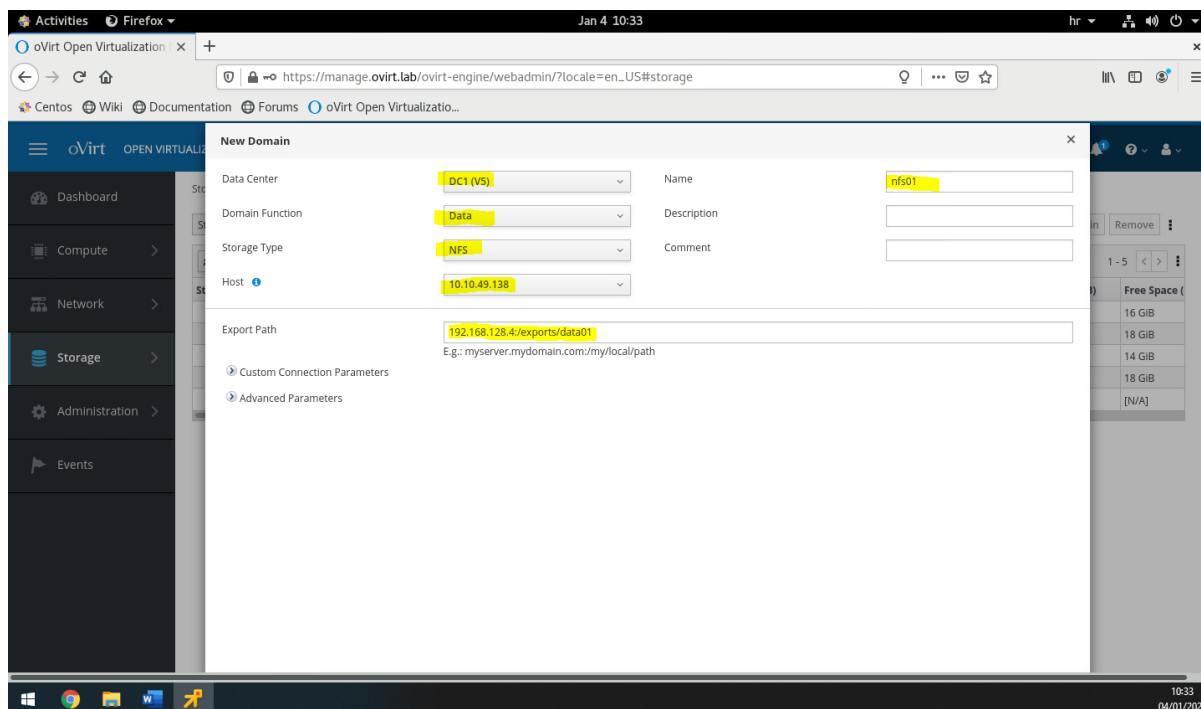 Activities Firefox Jan 4 10:33 hr
oVirt Open Virtualization
https://manage.ovirt.lab/ovirt-engine/webadmin/?locale=en_US#storage
Centos Wiki Documentation Forums oVirt Open Virtualizatio...
oVirt OPEN VIRTUALIZ
New Domain
Data Center DC1 (V5) Name nfs01
Domain Function Data Description
Storage Type NFS Comment
Host 10.10.49.138
Export Path 192.168.128.4:/exports/data01
E.g.: myserver.mydomain.com:/my/local/path
Custom Connection Parameters
Advanced Parameters
Dashboard
Compute
Network
Storage
Administration
Events
Sto
in Remove
1 - 5
Free Space (
16 GiB
18 GiB
14 GiB
18 GiB
[N/A]
10:33